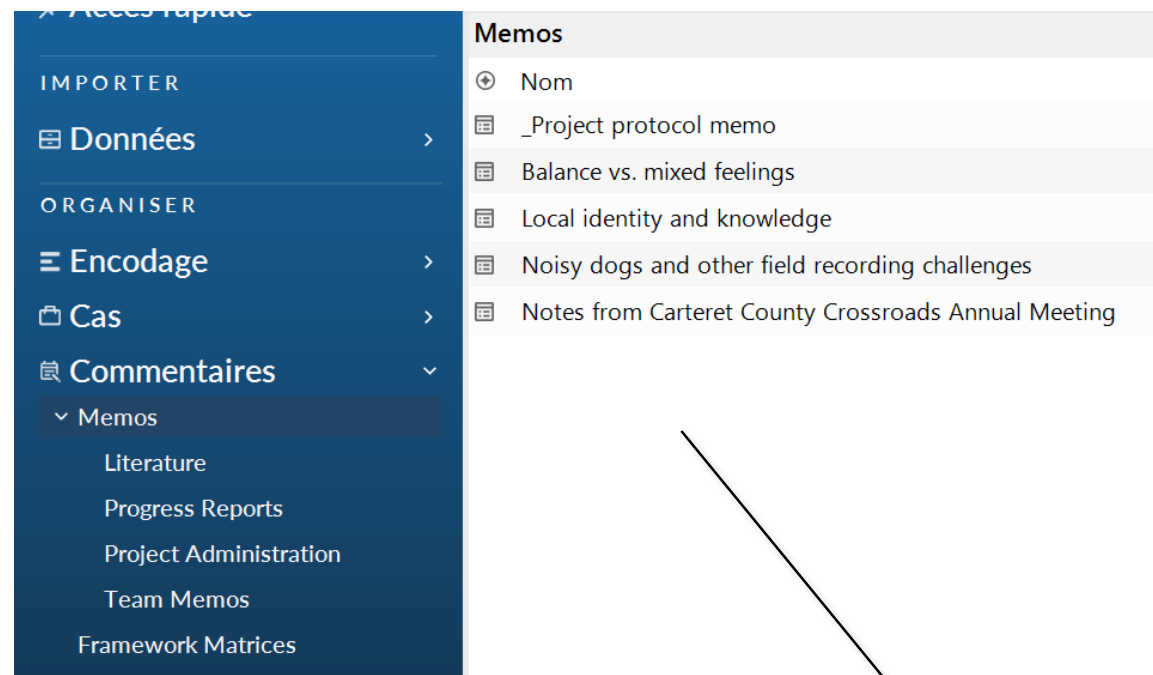 Accès rapide
IMPORTER
Données
ORGANISER
Encodage
Cas
Commentaires
Memos
Literature
Progress Reports
Project Administration
Team Memos
Framework Matrices
Memos
Nom
_Project protocol memo
Balance vs. mixed feelings
Local identity and knowledge
Noisy dogs and other field recording challenges
Notes from Carteret County Crossroads Annual Meeting